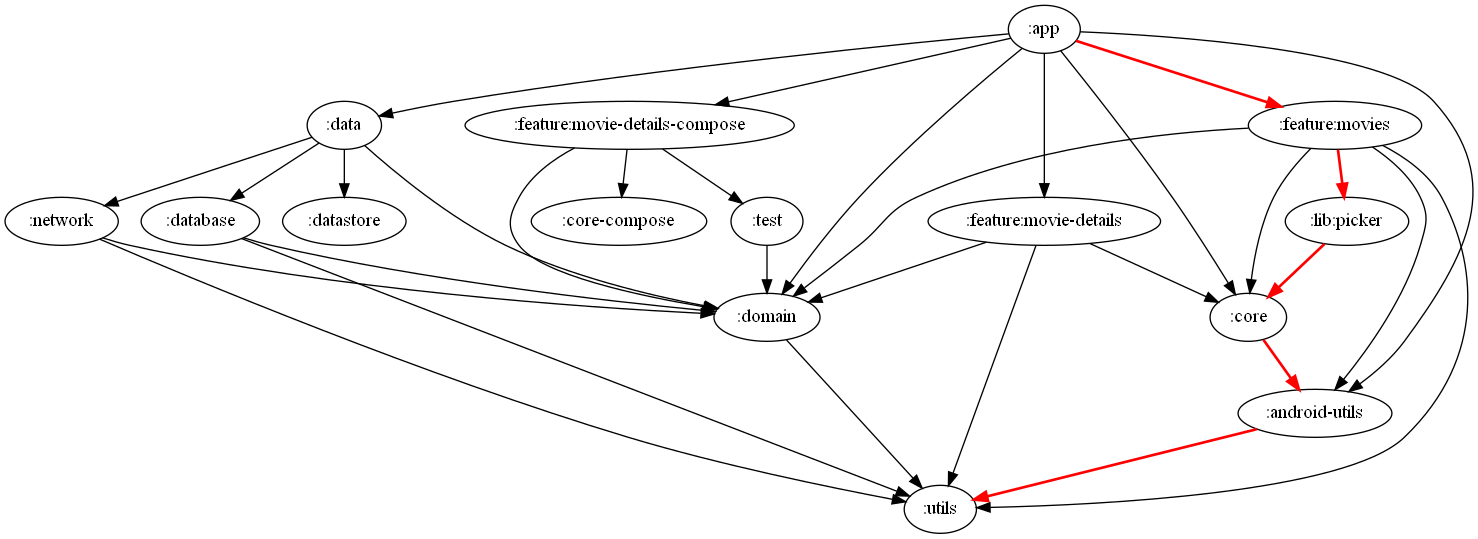 :app
:data
:feature:movie-details-compose
:feature:movies
:network
:database
:datastore
:core-compose
:test
:feature:movie-details
:lib:picker
:domain
:core
:android-utils
:utils